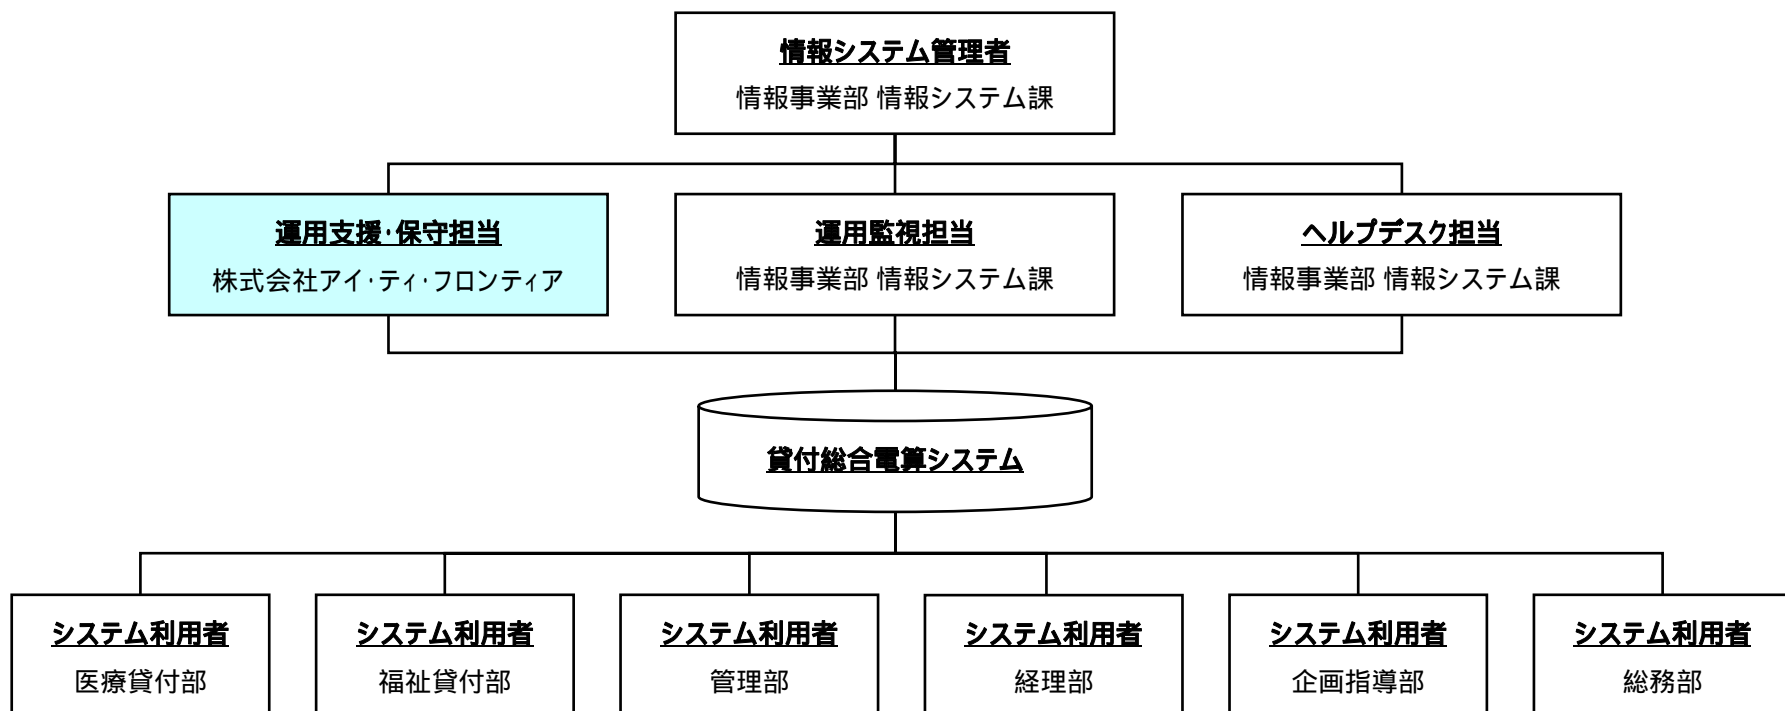 情報システム管理者
情報事業部 情報システム課
運用支援・保守担当
株式会社アイ・ティ・フロンティア
運用監視担当
情報事業部 情報システム課
ヘルプデスク担当
情報事業部 情報システム課
貸付総合電算システム
システム利用者
医療貸付部
システム利用者
福祉貸付部
システム利用者
管理部
システム利用者
経理部
システム利用者
企画指導部
システム利用者
総務部